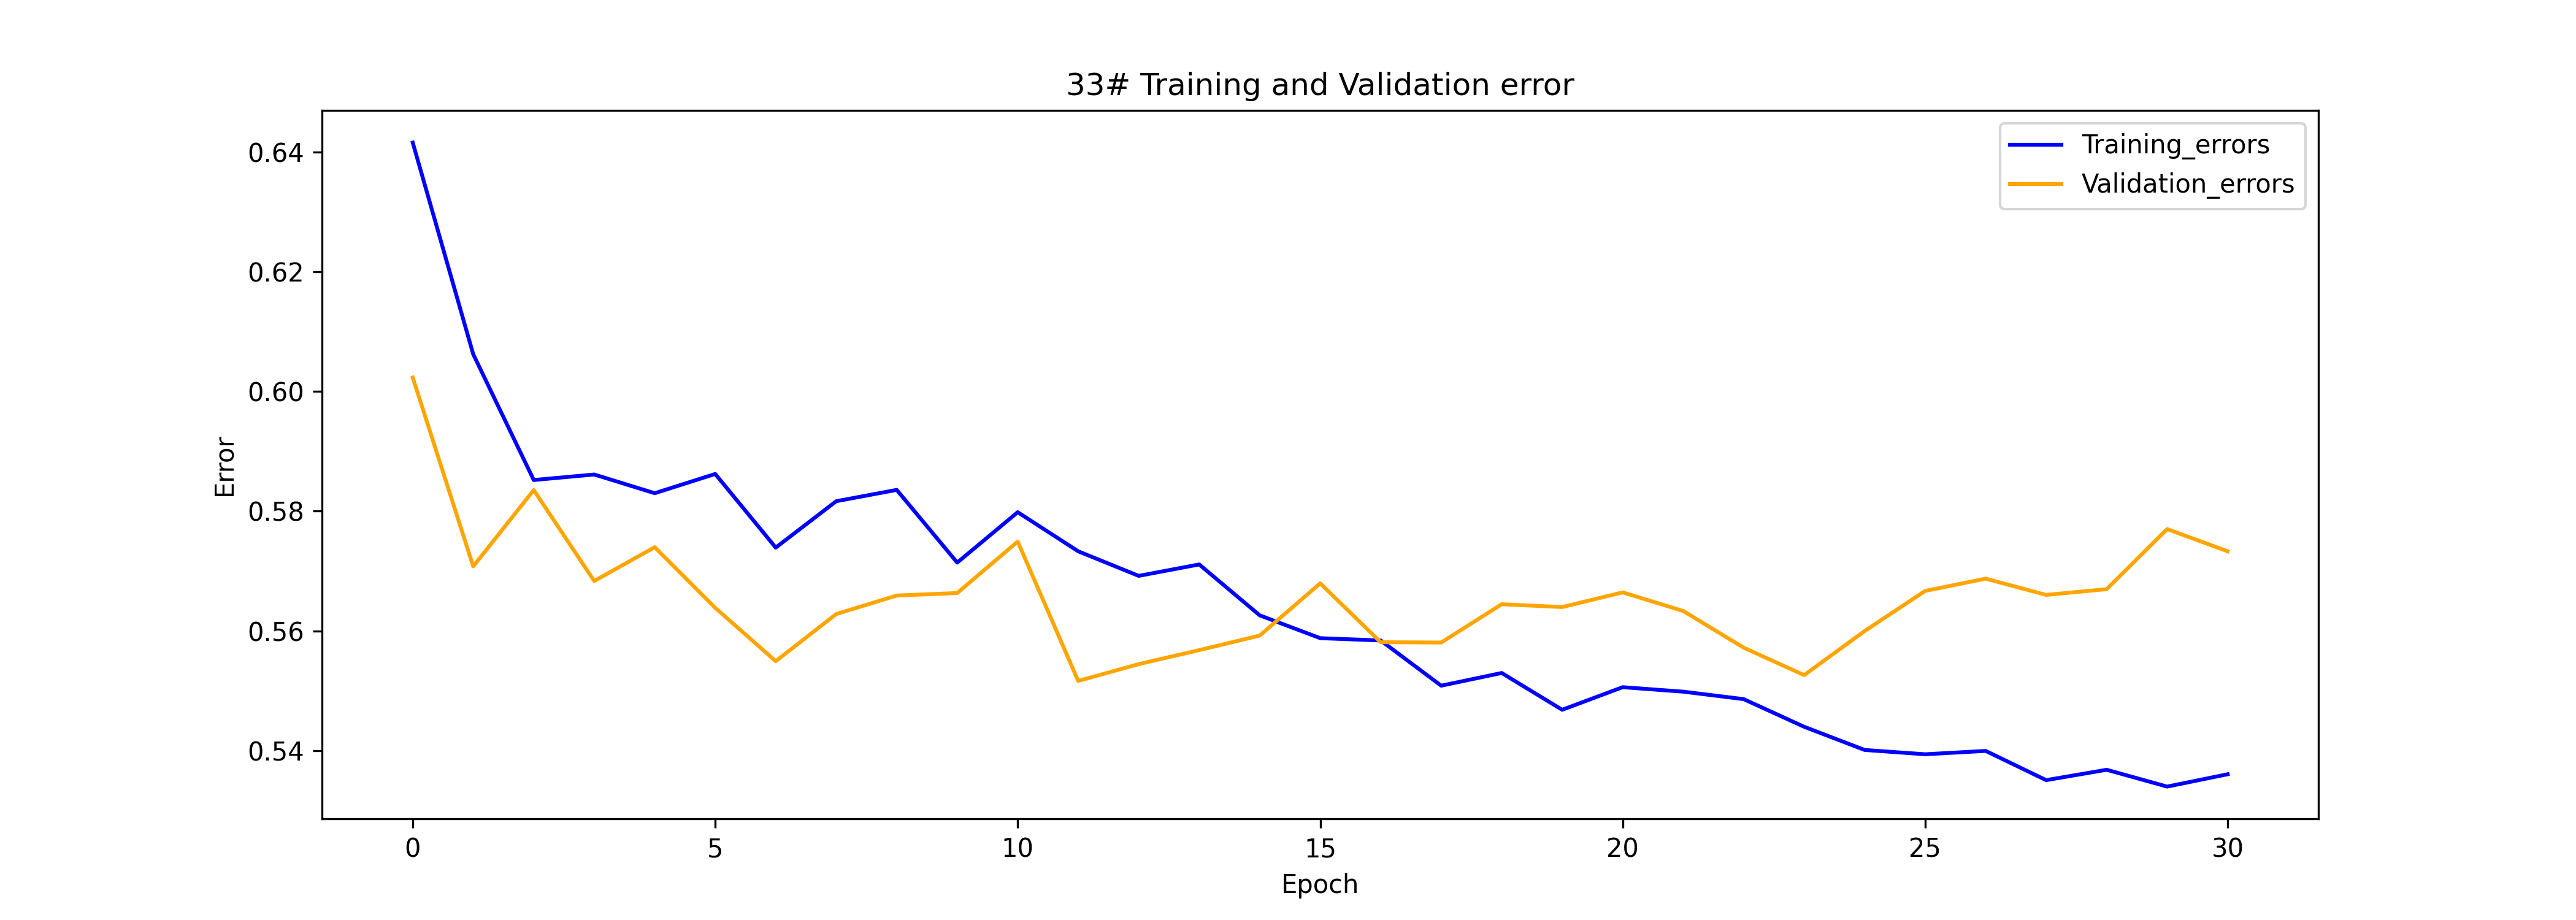 33# Training and Validation error
Training_errors
Validation_errors
0.64
0.62
0.60
0.58
0.56
0.54
Error
0 5 10 15 20 25 30
Epoch